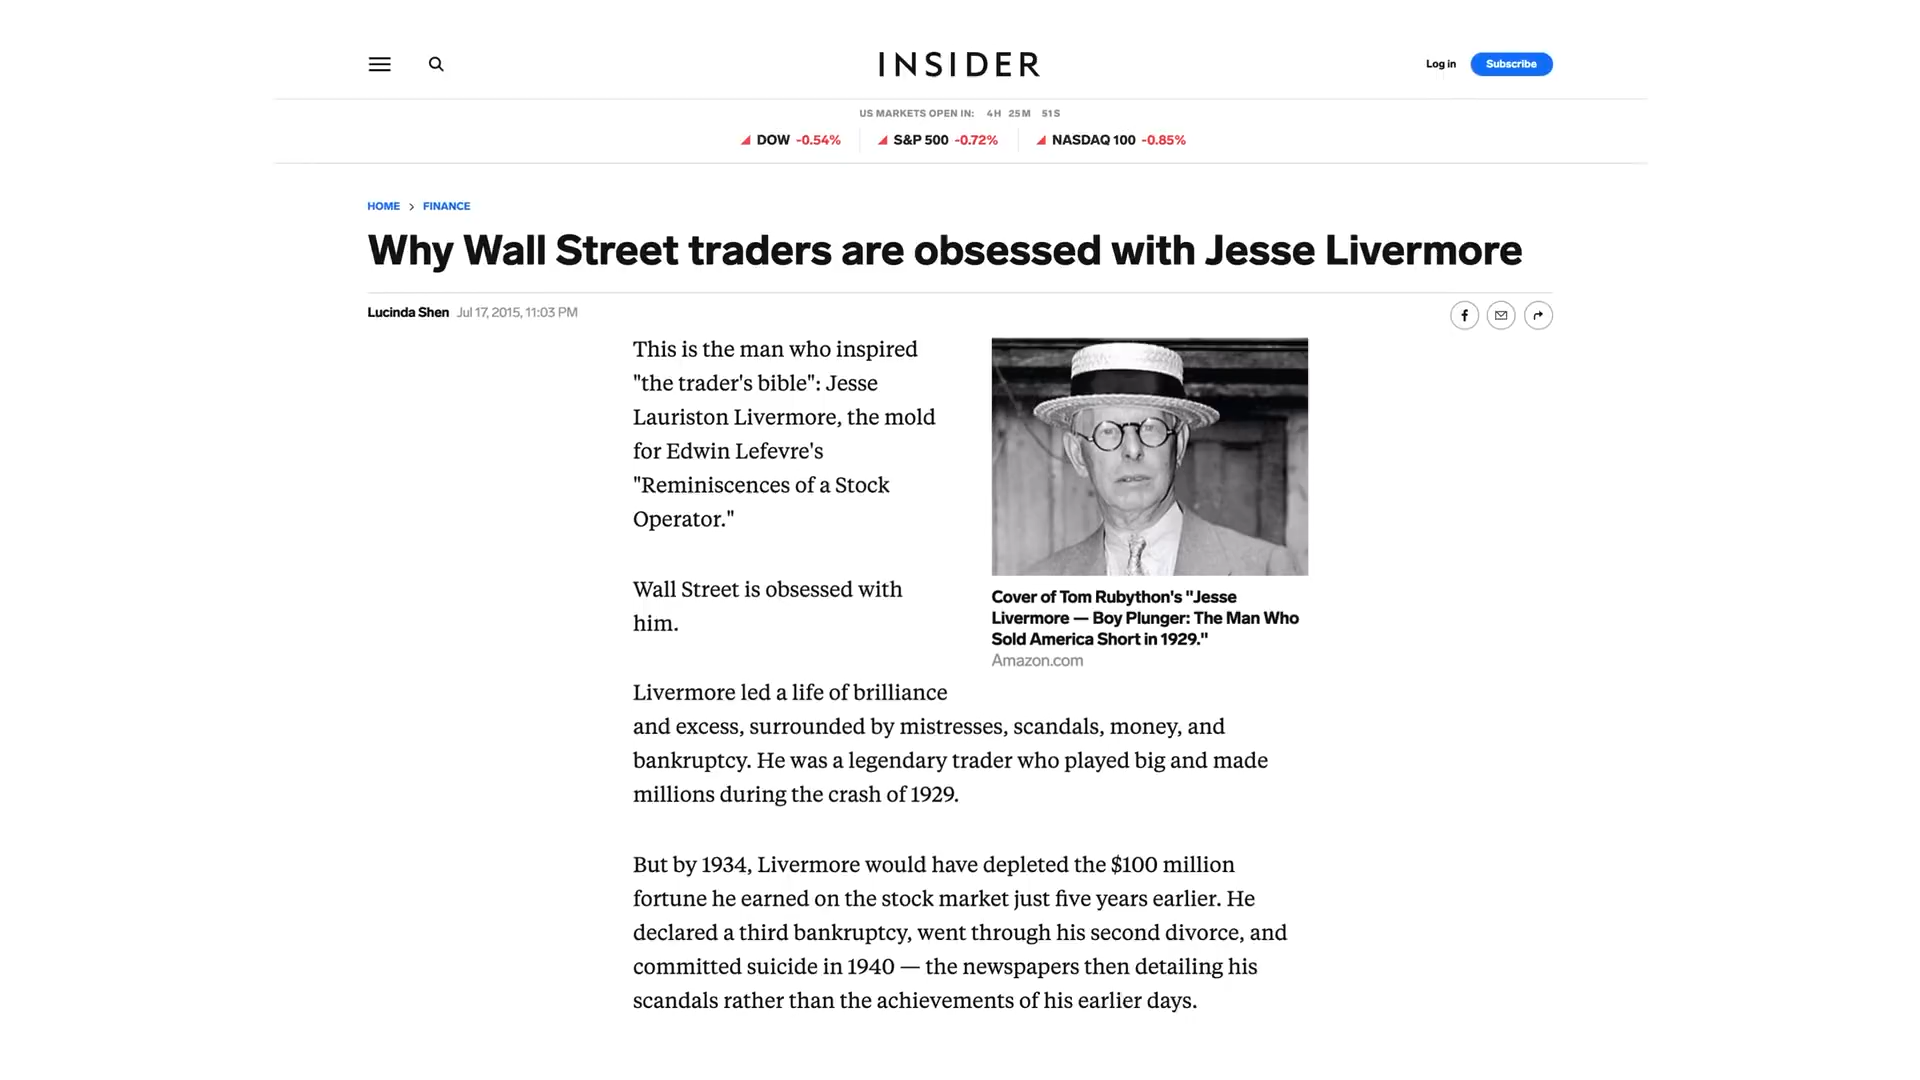 INSIDER
Log in
Subscribe
US MARKETS OPEN IN: 4H 25M 51S
DOW -0.54% S&P 500 -0.72% NASDAQ 100 -0.85%
HOME > FINANCE
Why Wall Street traders are obsessed with Jesse Livermore
Lucinda Shen Jul 17, 2015, 11:03 PM
This is the man who inspired
"the trader's bible": Jesse
Lauriston Livermore, the mold
for Edwin Lefevre's
"Reminiscences of a Stock
Operator."
Wall Street is obsessed with
him.
Cover of Tom Rubython's "Jesse
Livermore — Boy Plunger: The Man Who
Sold America Short in 1929."
Amazon.com
Livermore led a life of brilliance
and excess, surrounded by mistresses, scandals, money, and
bankruptcy. He was a legendary trader who played big and made
millions during the crash of 1929.
But by 1934, Livermore would have depleted the $100 million
fortune he earned on the stock market just five years earlier. He
declared a third bankruptcy, went through his second divorce, and
committed suicide in 1940 — the newspapers then detailing his
scandals rather than the achievements of his earlier days.